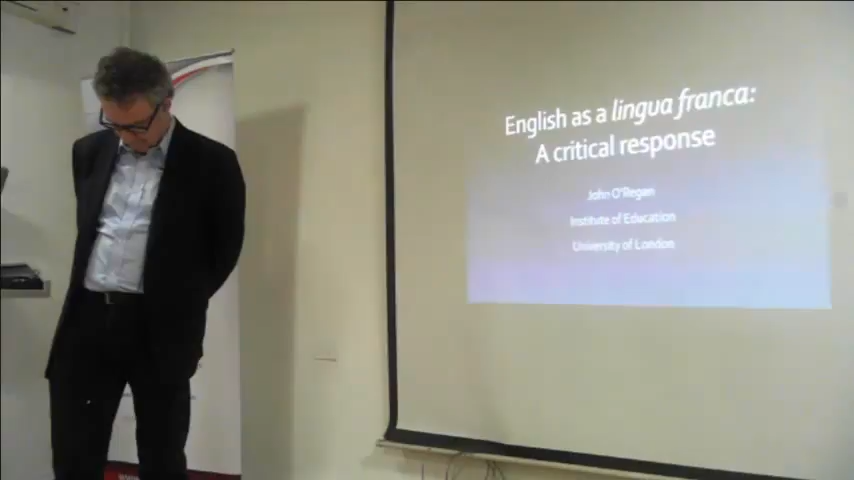 English as a lingua franca:
A critical response
John O'Regan
Institute of Education
University of London